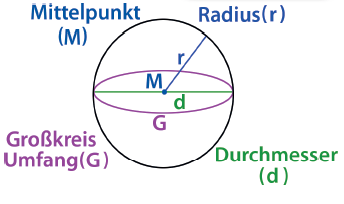 Mittelpunkt
(M)
Radius(r)
r
M
d
G
Großkreis
Umfang(G)
Durchmesser
(d)